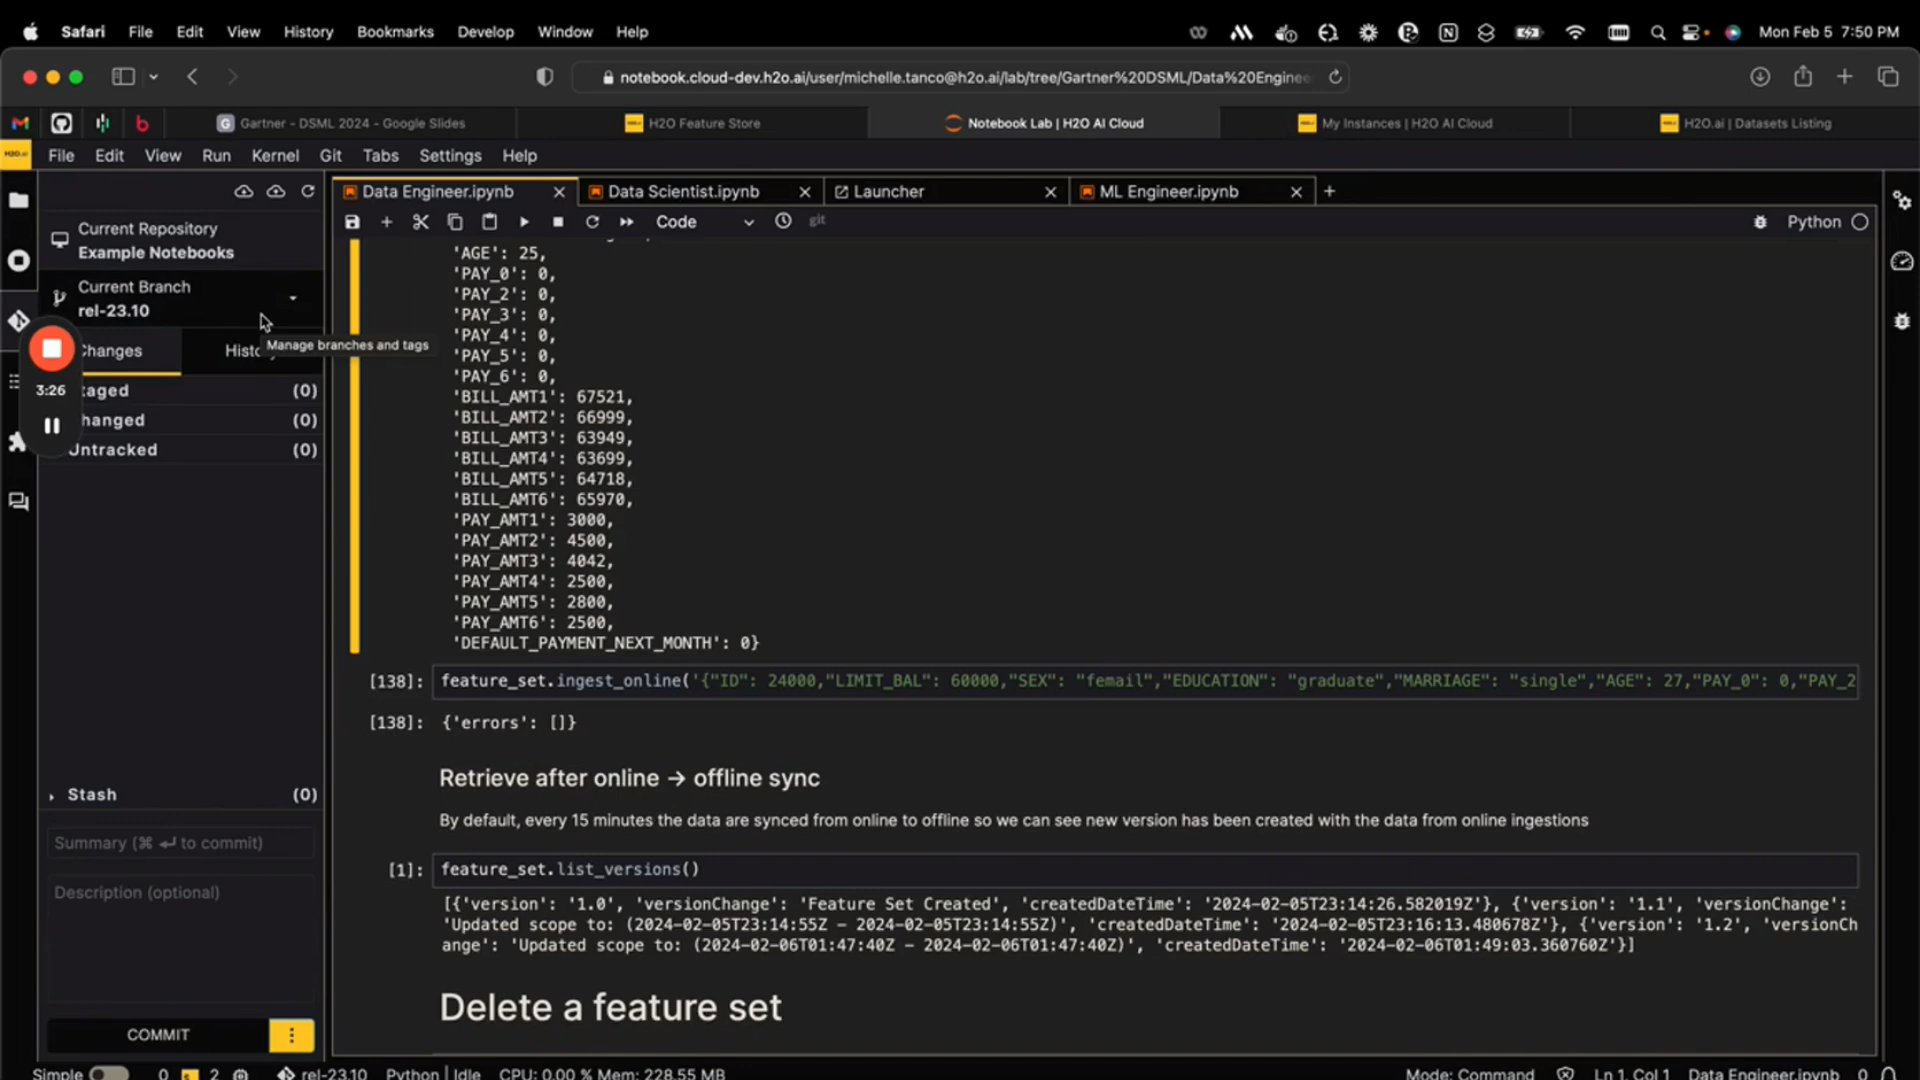 Safari File Edit View History Bookmarks Develop Window Help Mon Feb 5 7:50 PM
notebook.cloud-dev.h2o.ai/user/michelle.tanco@h2o.ai/lab/tree/Gartner%20DSML/Data%20Enginee
Gartner - DSML 2024 - Google Slides H2O Feature Store Notebook Lab | H2O AI Cloud My Instances | H2O AI Cloud H2O.ai | Datasets Listing
H2O.ai File Edit View Run Kernel Git Tabs Settings Help
Data Engineer.ipynb Data Scientist.ipynb Launcher ML Engineer.ipynb
Code git Python
Current Repository
Example Notebooks
Current Branch
rel-23.10
Manage branches and tags
Changes History
3:26
Staged (0)
Changed (0)
Untracked (0)
Stash (0)
Summary (⌘ ↵ to commit)
Description (optional)
COMMIT
'AGE': 25,
'PAY_0': 0,
'PAY_2': 0,
'PAY_3': 0,
'PAY_4': 0,
'PAY_5': 0,
'PAY_6': 0,
'BILL_AMT1': 67521,
'BILL_AMT2': 66999,
'BILL_AMT3': 63949,
'BILL_AMT4': 63699,
'BILL_AMT5': 64718,
'BILL_AMT6': 65970,
'PAY_AMT1': 3000,
'PAY_AMT2': 4500,
'PAY_AMT3': 4042,
'PAY_AMT4': 2500,
'PAY_AMT5': 2800,
'PAY_AMT6': 2500,
'DEFAULT_PAYMENT_NEXT_MONTH': 0}
[138]: feature_set.ingest_online('{"ID": 24000,"LIMIT_BAL": 60000,"SEX": "femail","EDUCATION": "graduate","MARRIAGE": "single","AGE": 27,"PAY_0": 0,"PAY_2
[138]: {'errors': []}
Retrieve after online → offline sync
By default, every 15 minutes the data are synced from online to offline so we can see new version has been created with the data from online ingestions
[1]: feature_set.list_versions()
[{'version': '1.0', 'versionChange': 'Feature Set Created', 'createdDateTime': '2024-02-05T23:14:26.582019Z'}, {'version': '1.1', 'versionChange':
'Updated scope to: (2024-02-05T23:14:55Z - 2024-02-05T23:14:55Z)', 'createdDateTime': '2024-02-05T23:16:13.480678Z'}, {'version': '1.2', 'versionCh
ange': 'Updated scope to: (2024-02-06T01:47:40Z - 2024-02-06T01:47:40Z)', 'createdDateTime': '2024-02-06T01:49:03.360760Z'}]
Delete a feature set
Simple 0 2 rel-23.10 Python | Idle CPU: 0.00 % Mem: 228.55 MB Mode: Command Ln 1, Col 1 Data Engineer.ipynb 0